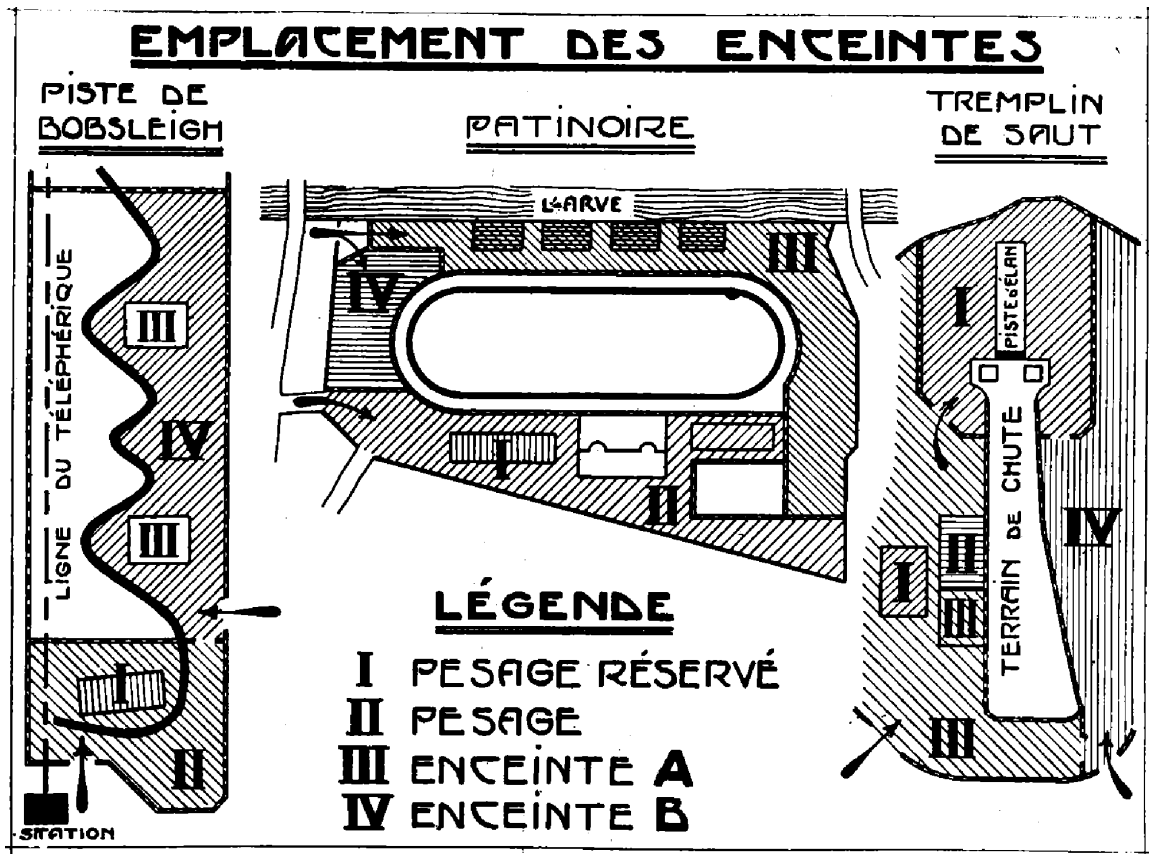 EMPLACEMENT DES ENCEINTES
PISTE DE
BOBSLEIGH
LIGNE DU TÉLÉPHÉRIQUE
III
IV
III
I
II
STATION
PATINOIRE
L'ARVE
III
IV
I
II
TREMPLIN
DE SAUT
I
PISTE D'ÉLAN
TERRAIN DE CHUTE
IV
II
I
III
III
LÉGENDE
I PESAGE RÉSERVÉ
II PESAGE
III ENCEINTE A
IV ENCEINTE B